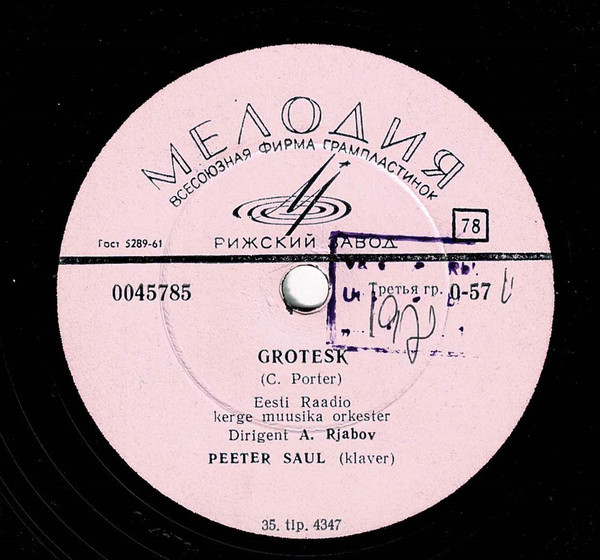 МЕЛОДИЯ
ВСЕСОЮЗНАЯ ФИРМА ГРАМПЛАСТИНОК
78
Гост 5289-61
РИЖСКИЙ ЗАВОД
0045785
Третья гр. 0-57
GROTESK
(C. Porter)
Eesti Raadio
kerge muusika orkester
Dirigent A. Rjabov
PEETER SAUL (klaver)
35. tip. 4347